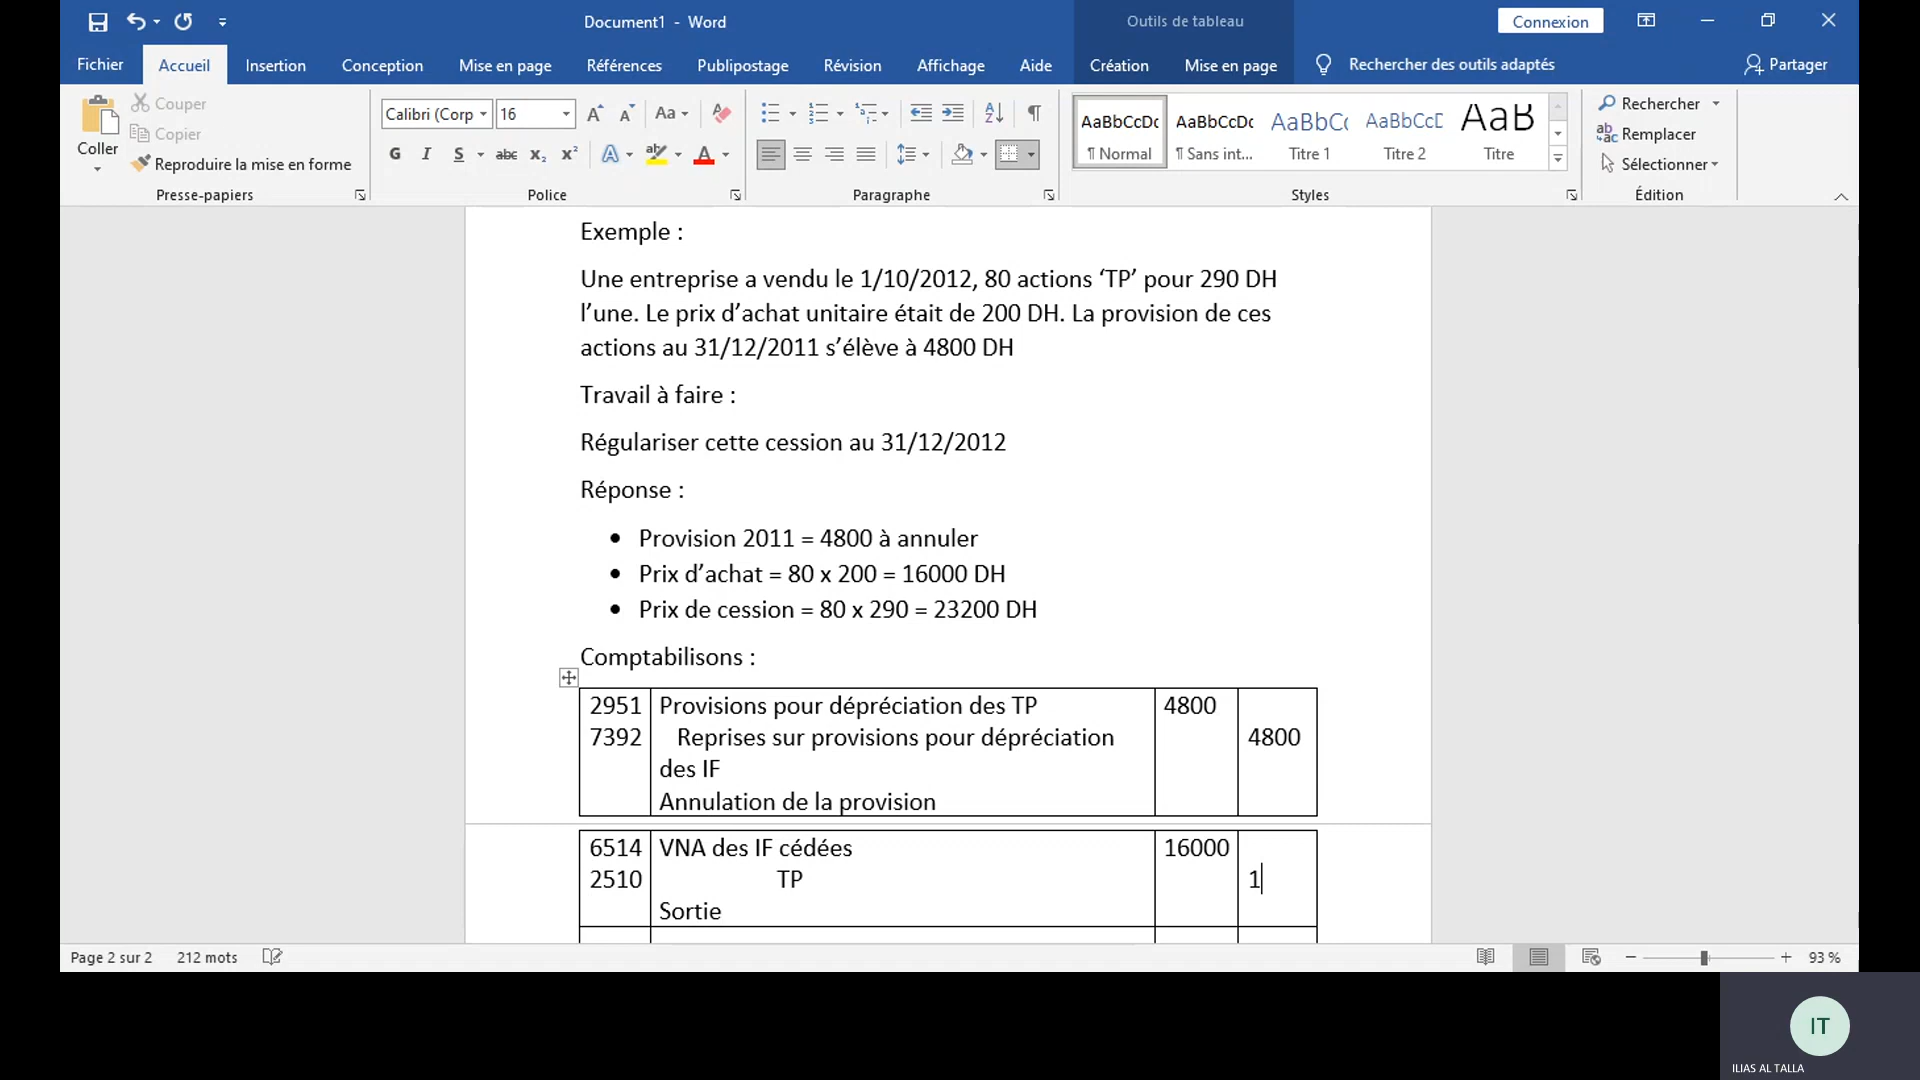 Document1 - Word
Outils de tableau
Connexion
Fichier
Accueil
Insertion
Conception
Mise en page
Références
Publipostage
Révision
Affichage
Aide
Création
Mise en page
Rechercher des outils adaptés
Partager
Coller
Couper
Copier
Reproduire la mise en forme
Presse-papiers
Calibri (Corp
16
Aa
G I S abc x₂ x² A A
Police
Paragraphe
AaBbCcDc
¶ Normal
AaBbCcDc
¶ Sans int...
AaBbCc
Titre 1
AaBbCcD
Titre 2
AaB
Titre
Styles
Rechercher
Remplacer
Sélectionner
Édition
Exemple :
Une entreprise a vendu le 1/10/2012, 80 actions ‘TP’ pour 290 DH
l’une. Le prix d’achat unitaire était de 200 DH. La provision de ces
actions au 31/12/2011 s’élève à 4800 DH
Travail à faire :
Régulariser cette cession au 31/12/2012
Réponse :
• Provision 2011 = 4800 à annuler
• Prix d’achat = 80 x 200 = 16000 DH
• Prix de cession = 80 x 290 = 23200 DH
Comptabilisons :
2951 Provisions pour dépréciation des TP 4800
7392 Reprises sur provisions pour dépréciation 4800
des IF
Annulation de la provision
6514 VNA des IF cédées 16000
2510 TP 1
Sortie
Page 2 sur 2
212 mots
93 %
IT
ILIAS AL TALLA